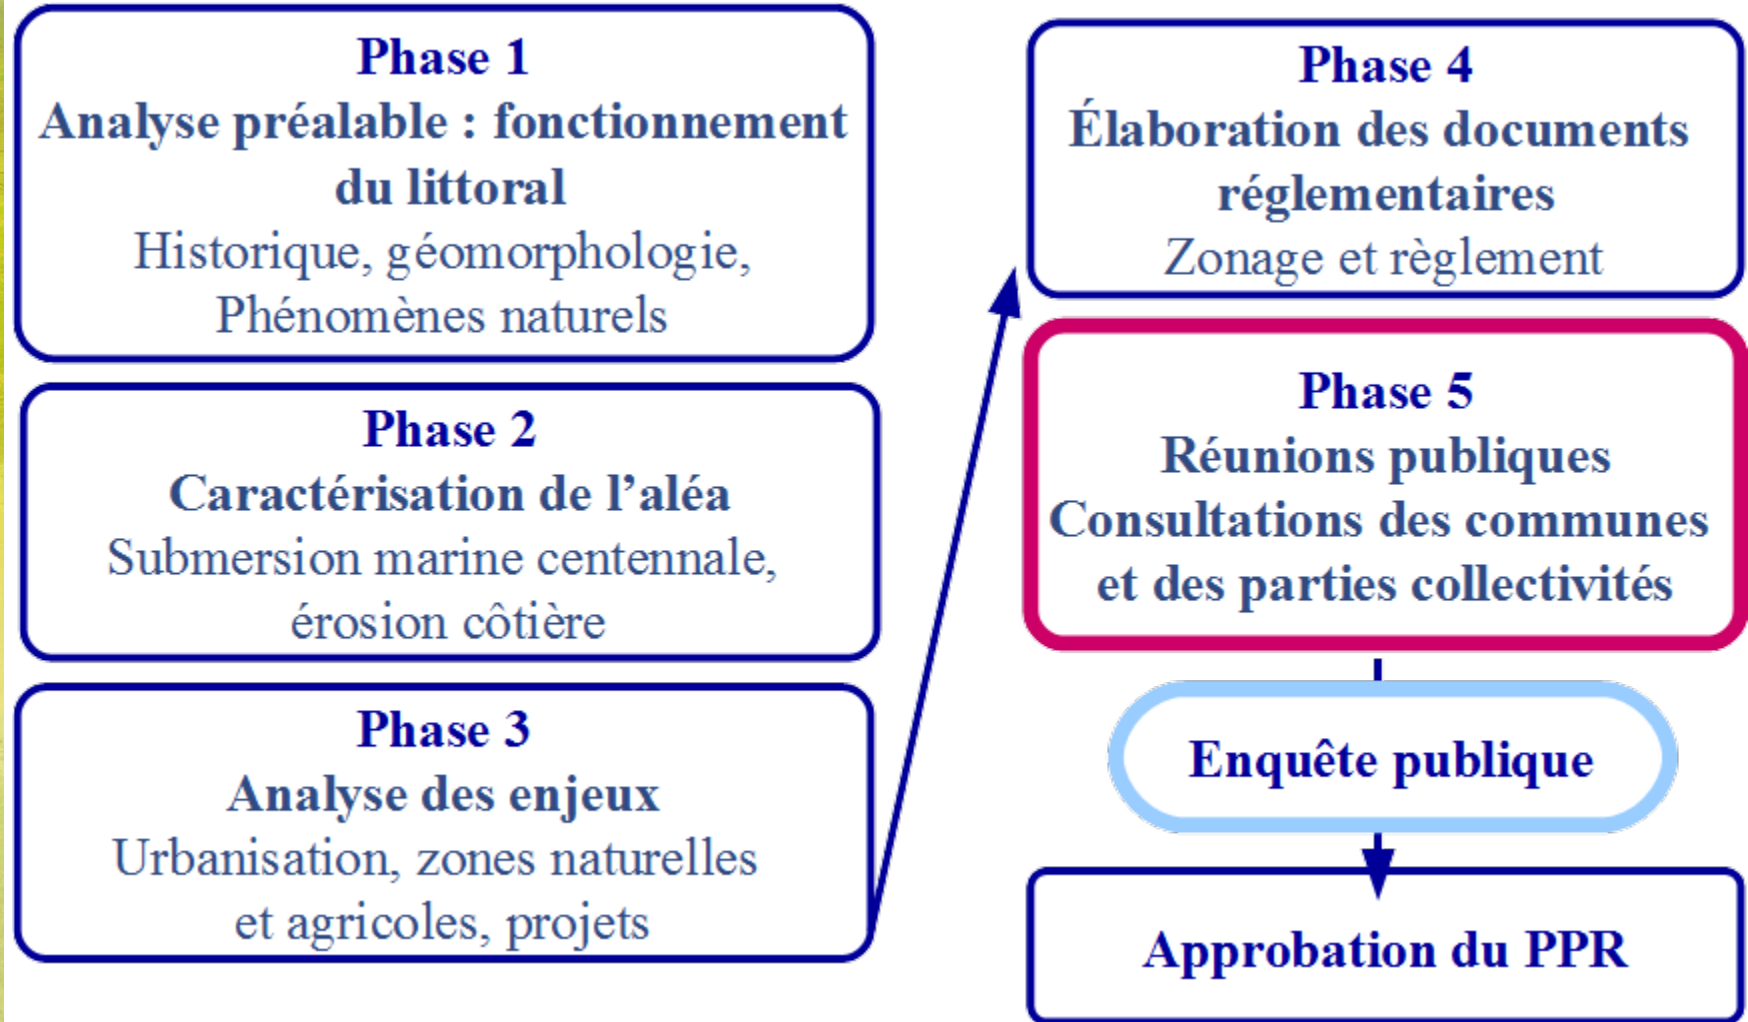 Phase 1
Analyse préalable : fonctionnement
du littoral
Historique, géomorphologie,
Phénomènes naturels
Phase 2
Caractérisation de l’aléa
Submersion marine centennale,
érosion côtière
Phase 3
Analyse des enjeux
Urbanisation, zones naturelles
et agricoles, projets
Phase 4
Élaboration des documents
réglementaires
Zonage et règlement
Phase 5
Réunions publiques
Consultations des communes
et des parties collectivités
Enquête publique
Approbation du PPR